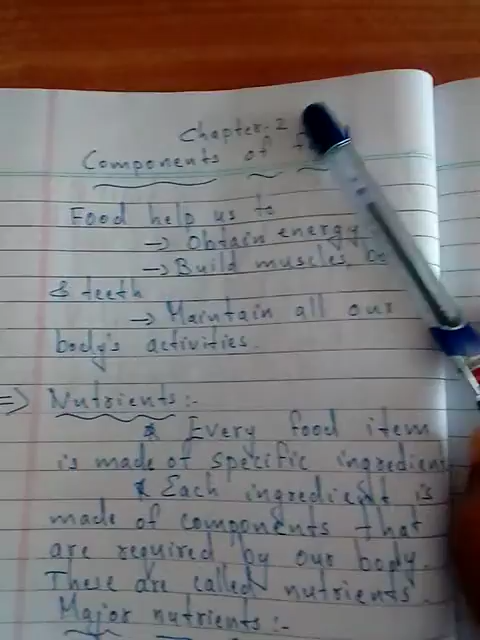 Chapter-2
Components of
Food help us to
→ Obtain energy
→ Build muscles,
& teeth
→ Maintain all our
body's activities.
⇒ Nutrients:-
* Every food item
is made of specific ingredient
* Each ingredient is
made of components that
are required by our body.
These are called nutrients.
Major nutrients:-